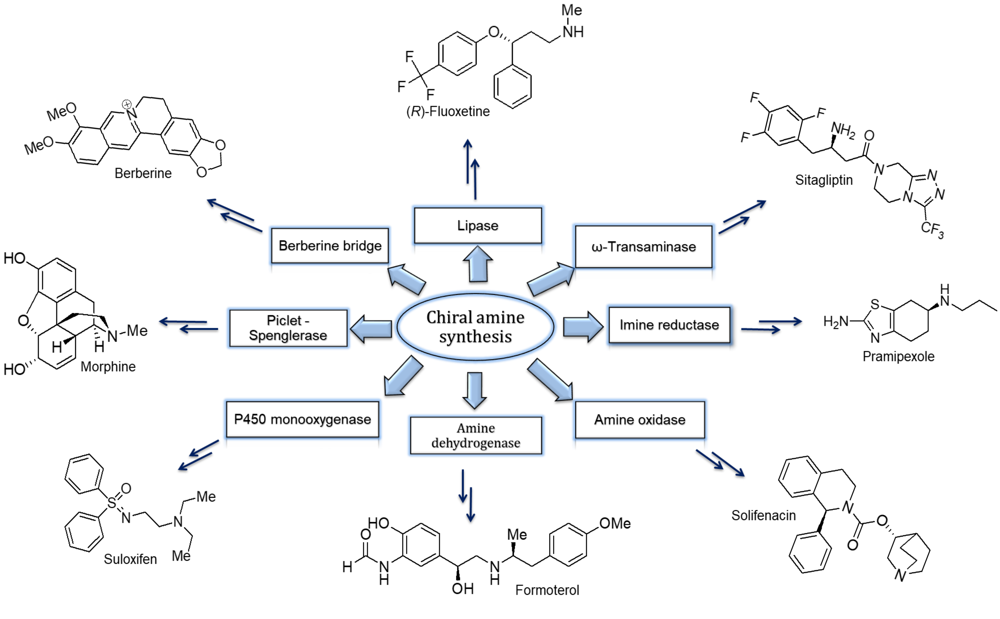 Me
O
NH
F
F
F
(R)-Fluoxetine
MeO
N
⊕
MeO
O
O
Berberine
F
F
F
NH2
O
N
N
N
N
CF3
Sitagliptin
Lipase
Berberine bridge
ω-Transaminase
HO
O
H
H
N
Me
HO
Morphine
Piclet -
Spenglerase
Chiral amine
synthesis
Imine reductase
H
N
S
H2N
N
Pramipexole
P450 monooxygenase
Amine
dehydrogenase
Amine oxidase
O
S
N
N
Me
Me
Suloxifen
HO
O
H
N
H
OH
N
H
Me
OMe
Formoterol
N
O
O
N
Solifenacin